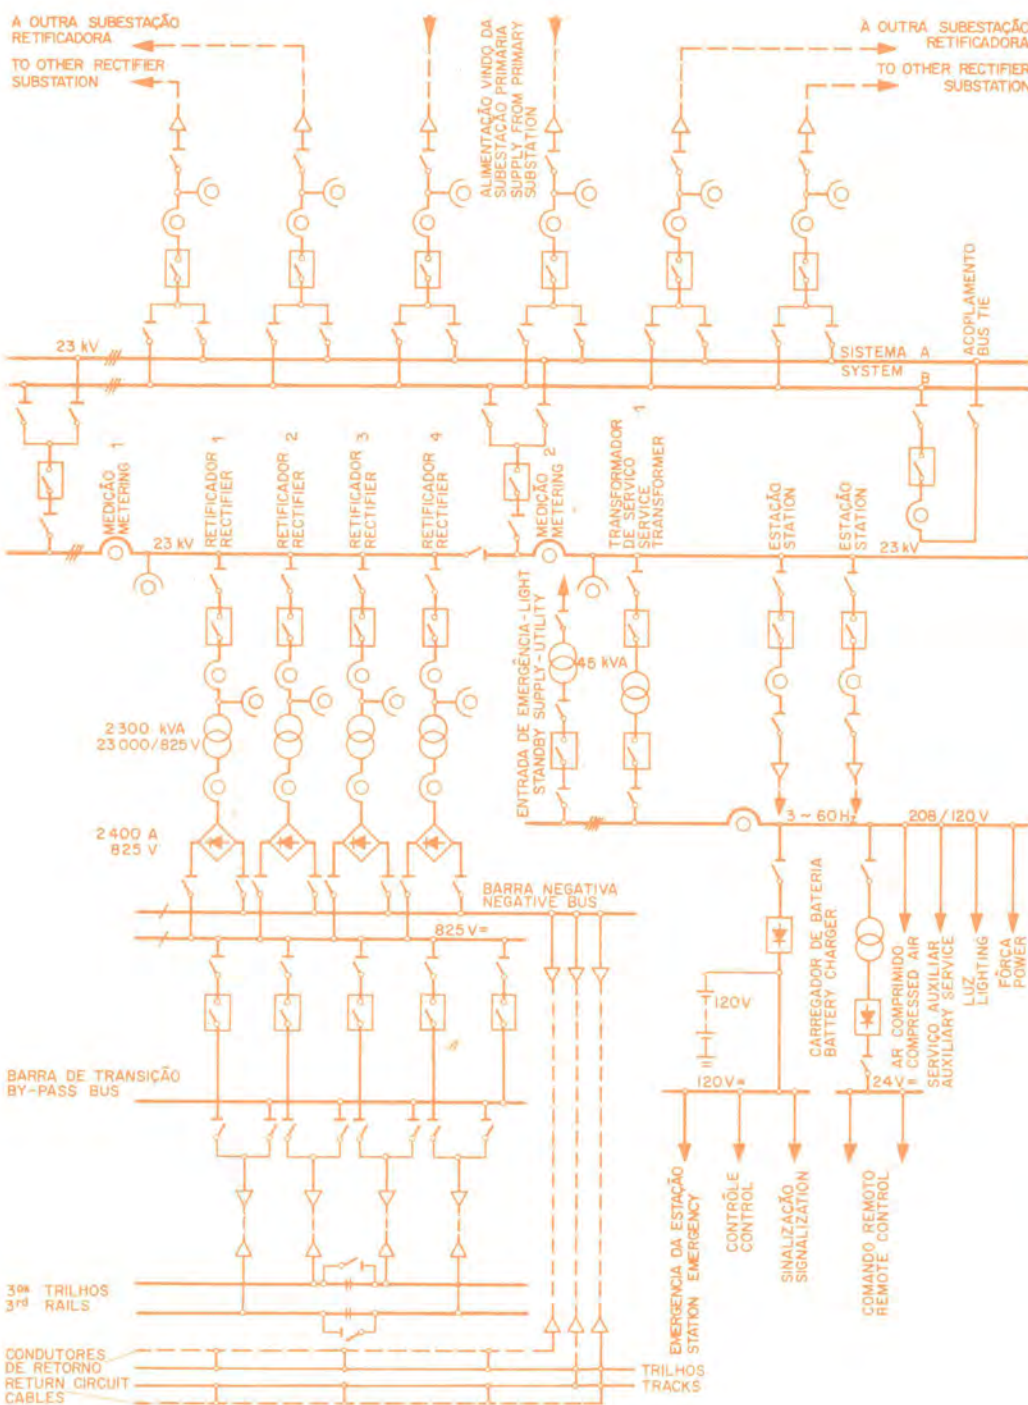 A OUTRA SUBESTAÇÃO
RETIFICADORA
TO OTHER RECTIFIER
SUBSTATION
ALIMENTAÇÃO VINDO DA
SUBESTAÇÃO PRIMÁRIA
SUPPLY FROM PRIMARY
SUBSTATION
A OUTRA SUBESTAÇÃO
RETIFICADORA
TO OTHER RECTIFIER
SUBSTATION
ACOPLAMENTO
BUS TIE
23 kV
SISTEMA A
SYSTEM B
MEDIÇÃO 1
METERING
RETIFICADOR 1
RECTIFIER
RETIFICADOR 2
RECTIFIER
RETIFICADOR 3
RECTIFIER
RETIFICADOR 4
RECTIFIER
MEDIÇÃO 2
METERING
TRANSFORMADOR 1
DE SERVIÇO
SERVICE
TRANSFORMER
ESTAÇÃO
STATION
ESTAÇÃO
STATION
23 kV
23 kV
ENTRADA DE EMERGÊNCIA-LIGHT
STANDBY SUPPLY-UTILITY
45 kVA
2300 kVA
23000/825 V
2400 A
825 V
3 ~ 60 Hz
208/120 V
BARRA NEGATIVA
NEGATIVE BUS
825 V=
CARREGADOR DE BATERIA
BATTERY CHARGER
AR COMPRIMIDO
COMPRESSED AIR
SERVIÇO AUXILIAR
AUXILIARY SERVICE
LUZ
LIGHTING
FÔRÇA
POWER
120V
BARRA DE TRANSIÇÃO
BY-PASS BUS
120V=
24V=
EMERGENCIA DA ESTAÇÃO
STATION EMERGENCY
CONTRÔLE
CONTROL
SINALIZAÇÃO
SIGNALIZATION
COMANDO REMOTO
REMOTE CONTROL
3os TRILHOS
3rd RAILS
CONDUTORES
DE RETORNO
RETURN CIRCUIT
CABLES
TRILHOS
TRACKS